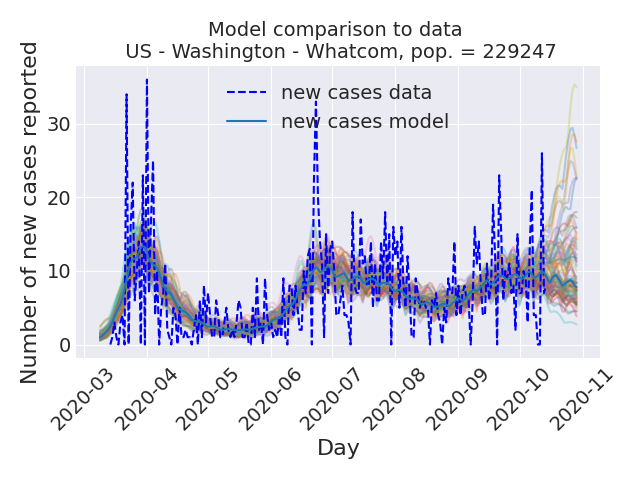 Model comparison to data
US - Washington - Whatcom, pop. = 229247
Number of new cases reported
30
20
10
0
new cases data
new cases model
2020-03
2020-04
2020-05
2020-06
2020-07
2020-08
2020-09
2020-10
2020-11
Day